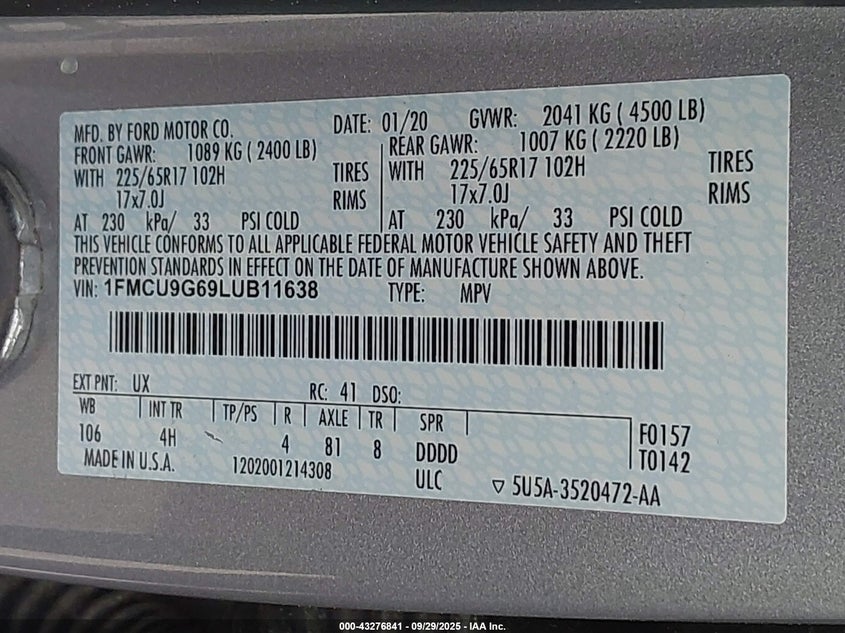 MFD. BY FORD MOTOR CO. DATE: 01/20 GVWR: 2041 KG ( 4500 LB)
FRONT GAWR: 1089 KG ( 2400 LB) REAR GAWR: 1007 KG ( 2220 LB)
WITH 225/65R17 102H TIRES WITH 225/65R17 102H TIRES
17x7.0J RIMS 17x7.0J RIMS
AT 230 kPa/ 33 PSI COLD AT 230 kPa/ 33 PSI COLD
THIS VEHICLE CONFORMS TO ALL APPLICABLE FEDERAL MOTOR VEHICLE SAFETY AND THEFT
PREVENTION STANDARDS IN EFFECT ON THE DATE OF MANUFACTURE SHOWN ABOVE.
VIN: 1FMCU9G69LUB11638 TYPE: MPV
EXT PNT: UX RC: 41 DSO:
WB INT TR TP/PS R AXLE TR SPR
106 4H 4 81 8 DDDD F0157
T0142
MADE IN U.S.A. 1202001214308 ULC ▽ 5U5A-3520472-AA
000-43276841 - 09/29/2025 - IAA Inc.